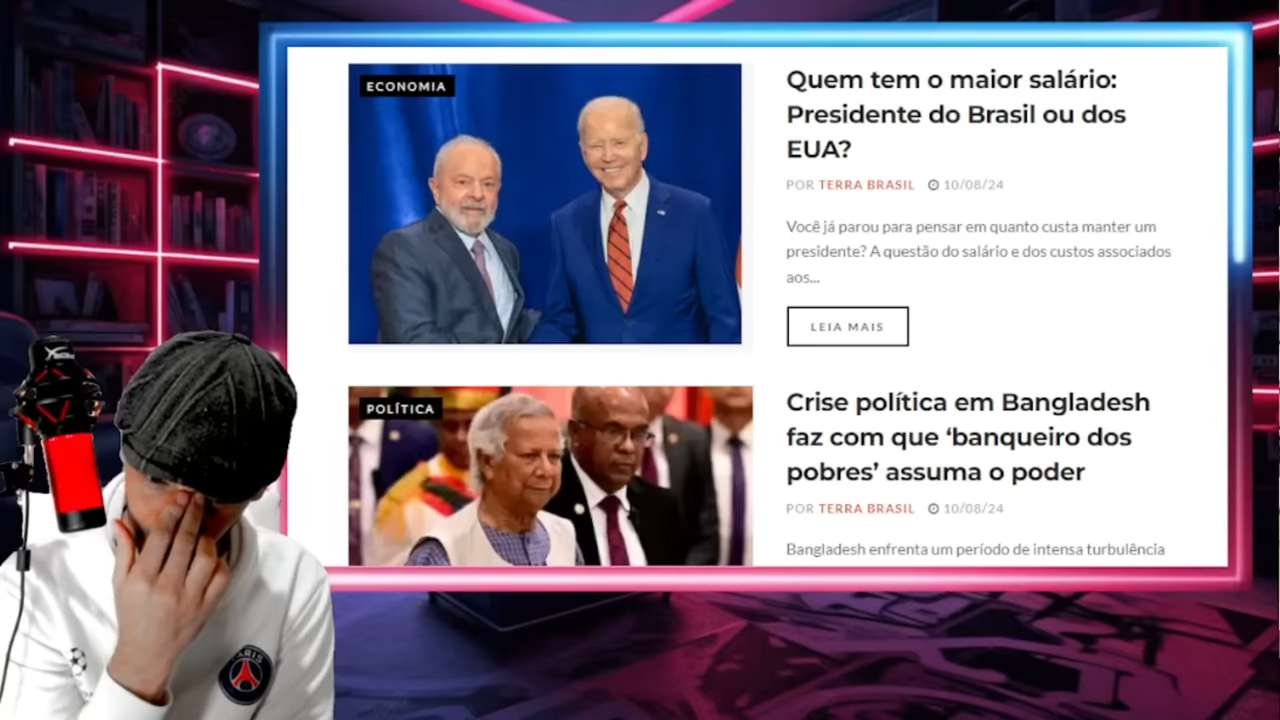 ECONOMIA
Quem tem o maior salário:
Presidente do Brasil ou dos
EUA?
POR TERRA BRASIL 10/08/24
Você já parou para pensar em quanto custa manter um
presidente? A questão do salário e dos custos associados
aos...
LEIA MAIS
POLÍTICA
Crise política em Bangladesh
faz com que ‘banqueiro dos
pobres’ assuma o poder
POR TERRA BRASIL 10/08/24
Bangladesh enfrenta um período de intensa turbulência
PARIS